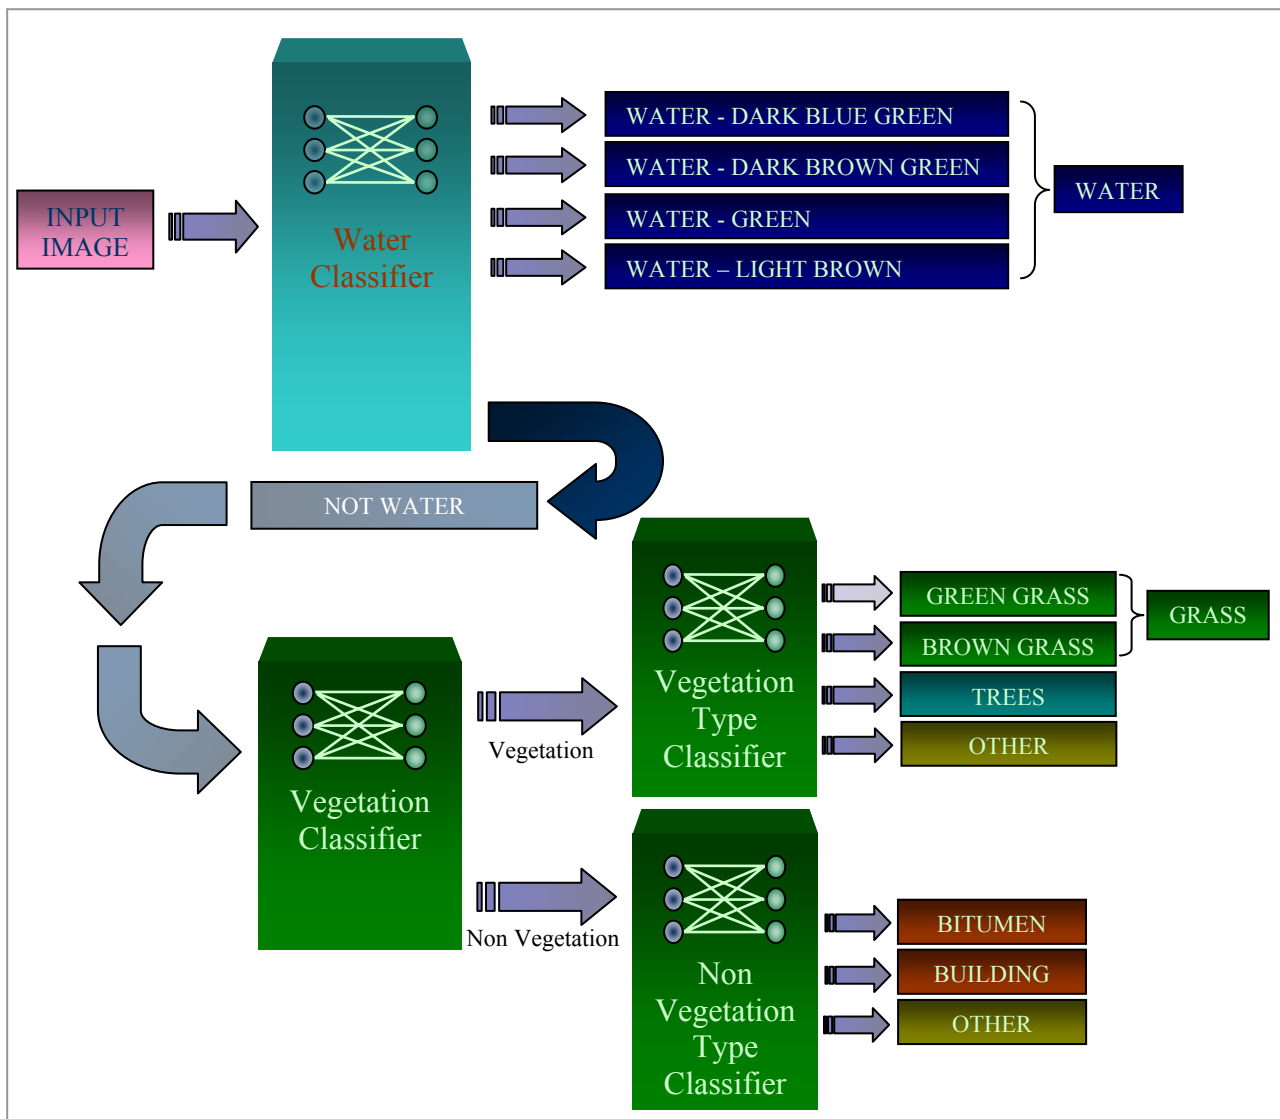 INPUT
IMAGE
Water
Classifier
WATER - DARK BLUE GREEN
WATER - DARK BROWN GREEN
WATER - GREEN
WATER – LIGHT BROWN
WATER
NOT WATER
Vegetation
Classifier
Vegetation
Non Vegetation
Vegetation
Type
Classifier
GREEN GRASS
BROWN GRASS
TREES
OTHER
GRASS
Non
Vegetation
Type
Classifier
BITUMEN
BUILDING
OTHER